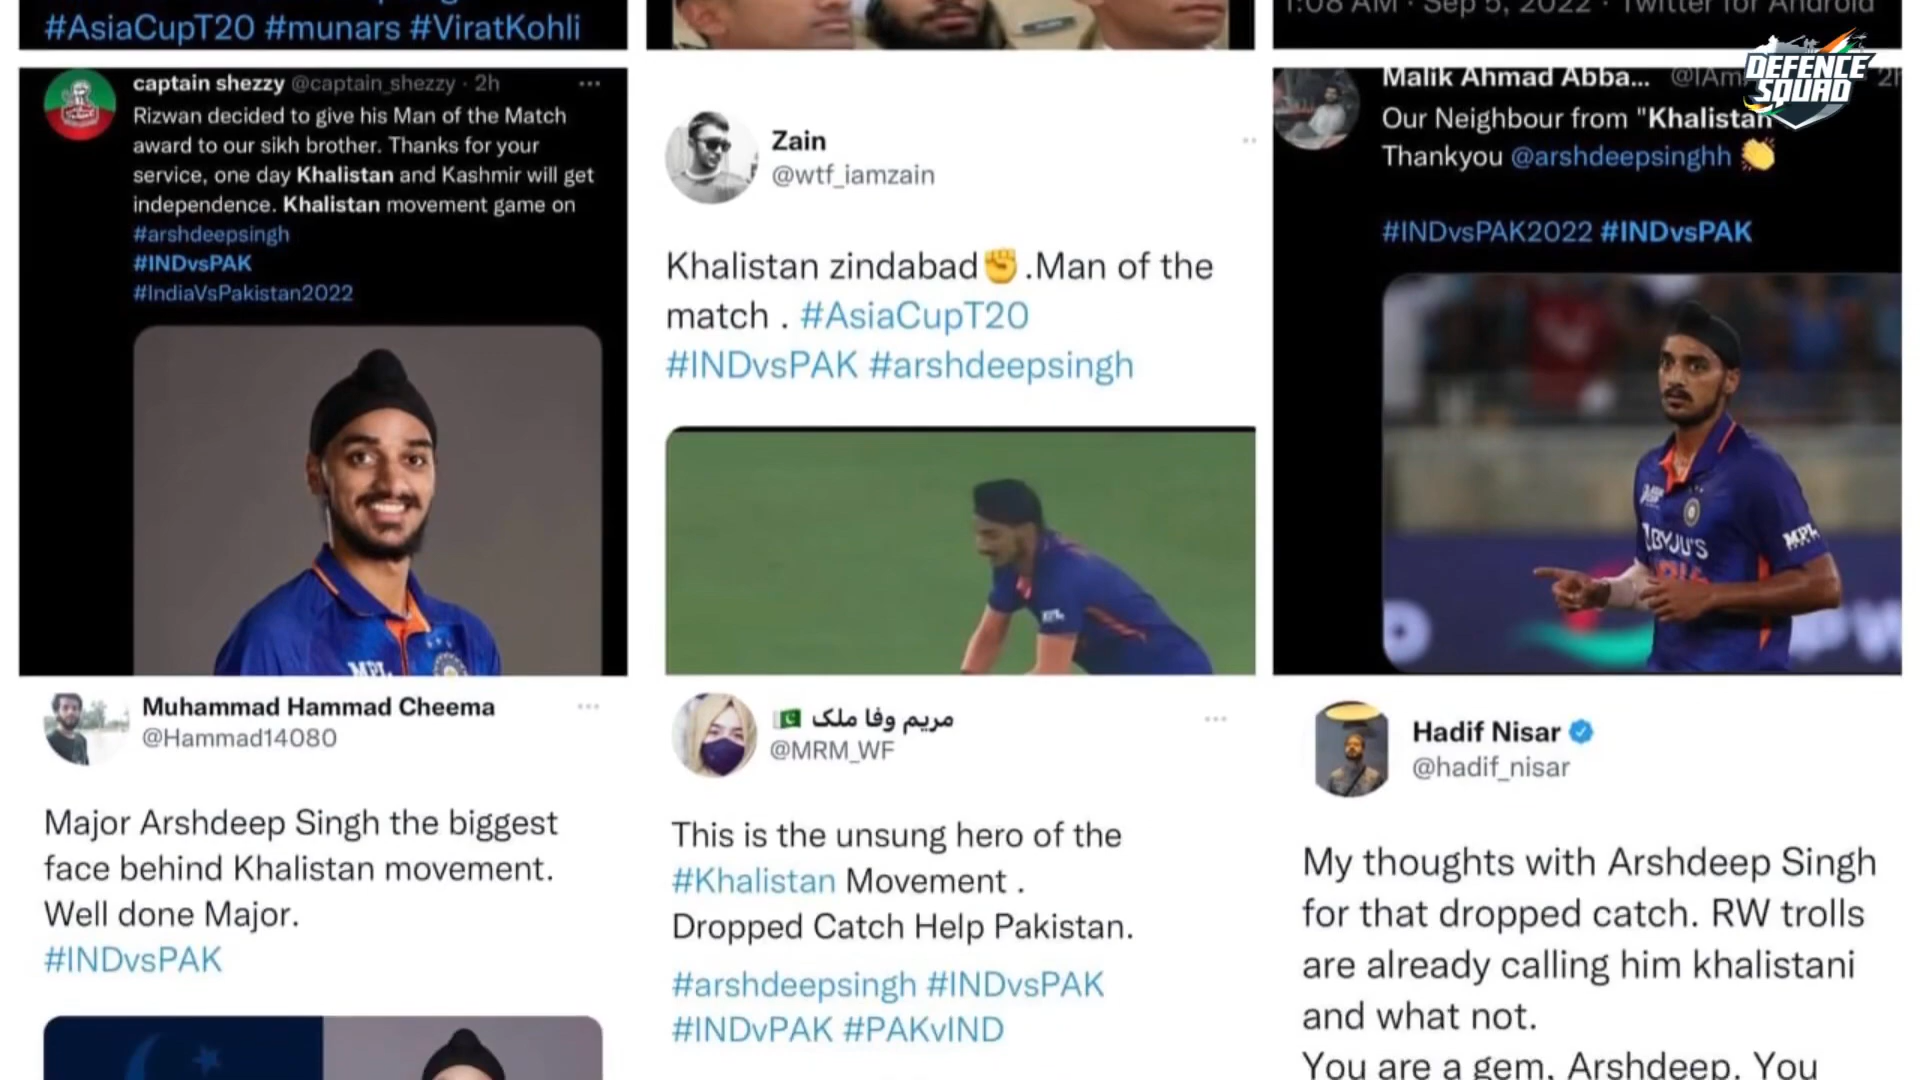 #AsiaCupT20 #munars #ViratKohli
1:08 AM · Sep 5, 2022 · Twitter for Android
DEFENCE
SQUAD
captain shezzy @captain_shezzy · 2h
Rizwan decided to give his Man of the Match
award to our sikh brother. Thanks for your
service, one day Khalistan and Kashmir will get
independence. Khalistan movement game on
#arshdeepsingh
#INDvsPAK
#IndiaVsPakistan2022
MPL
Zain
@wtf_iamzain
Khalistan zindabad✊.Man of the
match . #AsiaCupT20
#INDvsPAK #arshdeepsingh
Malik Ahmad Abba... @IAm
Our Neighbour from "Khalistan
Thankyou @arshdeepsinghh 👏
#INDvsPAK2022 #INDvsPAK
BYJU'S
MPL
Muhammad Hammad Cheema
@Hammad14080
Major Arshdeep Singh the biggest
face behind Khalistan movement.
Well done Major.
#INDvsPAK
مریم وفا ملک 🇵🇰
@MRM_WF
This is the unsung hero of the
#Khalistan Movement .
Dropped Catch Help Pakistan.
#arshdeepsingh #INDvsPAK
#INDvPAK #PAKvIND
Hadif Nisar
@hadif_nisar
My thoughts with Arshdeep Singh
for that dropped catch. RW trolls
are already calling him khalistani
and what not.
You are a gem, Arshdeep. You